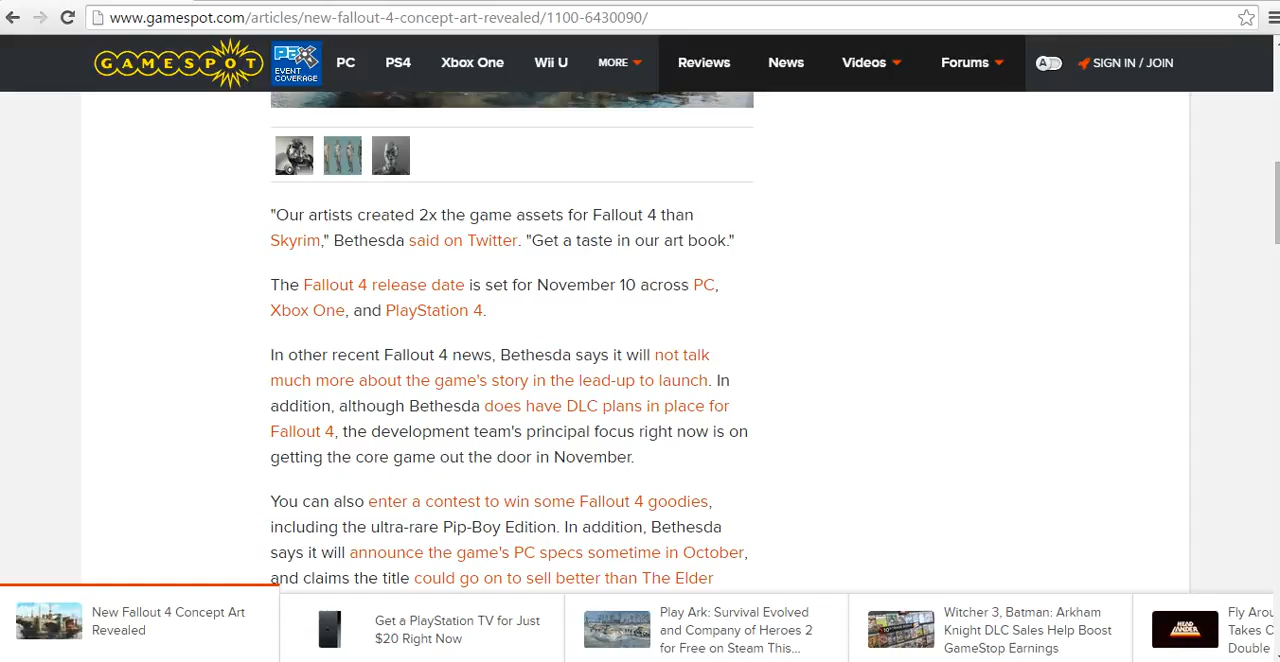 www.gamespot.com/articles/new-fallout-4-concept-art-revealed/1100-6430090/
GAMESPOT
PAX
EVENT
COVERAGE
PC
PS4
Xbox One
Wii U
MORE
Reviews
News
Videos
Forums
A
SIGN IN / JOIN
"Our artists created 2x the game assets for Fallout 4 than
Skyrim," Bethesda said on Twitter. "Get a taste in our art book."
The Fallout 4 release date is set for November 10 across PC,
Xbox One, and PlayStation 4.
In other recent Fallout 4 news, Bethesda says it will not talk
much more about the game's story in the lead-up to launch. In
addition, although Bethesda does have DLC plans in place for
Fallout 4, the development team's principal focus right now is on
getting the core game out the door in November.
You can also enter a contest to win some Fallout 4 goodies,
including the ultra-rare Pip-Boy Edition. In addition, Bethesda
says it will announce the game's PC specs sometime in October,
and claims the title could go on to sell better than The Elder
New Fallout 4 Concept Art
Revealed
Get a PlayStation TV for Just
$20 Right Now
Play Ark: Survival Evolved
and Company of Heroes 2
for Free on Steam This...
Witcher 3, Batman: Arkham
Knight DLC Sales Help Boost
GameStop Earnings
HEAD
LANDER
Fly Arou
Takes C
Double